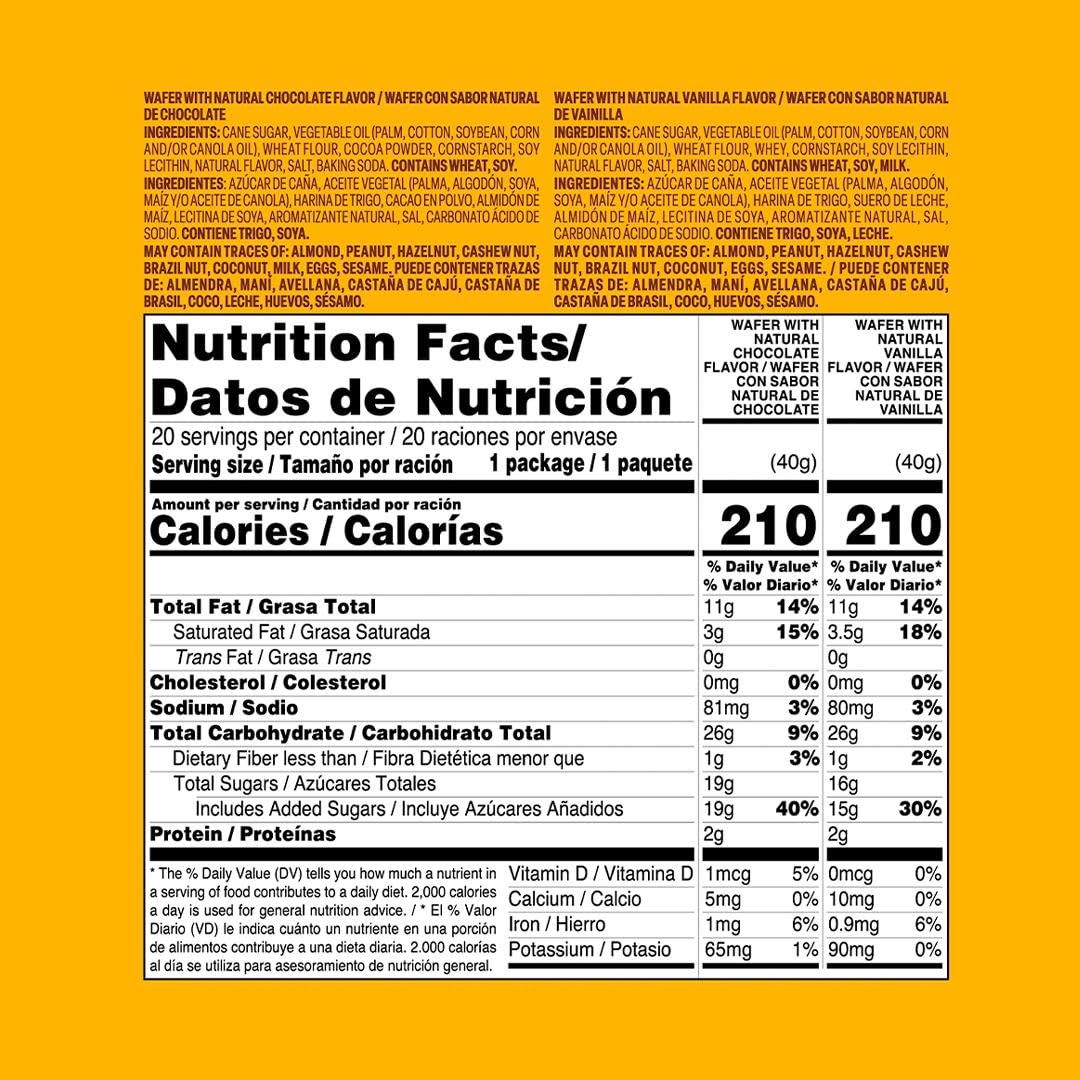 WAFER WITH NATURAL CHOCOLATE FLAVOR / WAFER CON SABOR NATURAL
DE CHOCOLATE
INGREDIENTS: CANE SUGAR, VEGETABLE OIL (PALM, COTTON, SOYBEAN, CORN
AND/OR CANOLA OIL), WHEAT FLOUR, COCOA POWDER, CORNSTARCH, SOY
LECITHIN, NATURAL FLAVOR, SALT, BAKING SODA. CONTAINS WHEAT, SOY.
INGREDIENTES: AZÚCAR DE CAÑA, ACEITE VEGETAL (PALMA, ALGODÓN, SOYA,
MAÍZ Y/O ACEITE DE CANOLA), HARINA DE TRIGO, CACAO EN POLVO, ALMIDÓN DE
MAÍZ, LECITINA DE SOYA, AROMATIZANTE NATURAL, SAL, CARBONATO ÁCIDO DE
SODIO. CONTIENE TRIGO, SOYA.
MAY CONTAIN TRACES OF: ALMOND, PEANUT, HAZELNUT, CASHEW NUT,
BRAZIL NUT, COCONUT, MILK, EGGS, SESAME. PUEDE CONTENER TRAZAS
DE: ALMENDRA, MANÍ, AVELLANA, CASTAÑA DE CAJÚ, CASTAÑA DE
BRASIL, COCO, LECHE, HUEVOS, SÉSAMO.
WAFER WITH NATURAL VANILLA FLAVOR / WAFER CON SABOR NATURAL
DE VAINILLA
INGREDIENTS: CANE SUGAR, VEGETABLE OIL (PALM, COTTON, SOYBEAN, CORN
AND/OR CANOLA OIL), WHEAT FLOUR, WHEY, CORNSTARCH, SOY LECITHIN,
NATURAL FLAVOR, SALT, BAKING SODA. CONTAINS WHEAT, SOY, MILK.
INGREDIENTES: AZÚCAR DE CAÑA, ACEITE VEGETAL (PALMA, ALGODÓN,
SOYA, MAÍZ Y/O ACEITE DE CANOLA), HARINA DE TRIGO, SUERO DE LECHE,
ALMIDÓN DE MAÍZ, LECITINA DE SOYA, AROMATIZANTE NATURAL, SAL,
CARBONATO ÁCIDO DE SODIO. CONTIENE TRIGO, SOYA, LECHE.
MAY CONTAIN TRACES OF: ALMOND, PEANUT, HAZELNUT, CASHEW
NUT, BRAZIL NUT, COCONUT, EGGS, SESAME. / PUEDE CONTENER
TRAZAS DE: ALMENDRA, MANÍ, AVELLANA, CASTAÑA DE CAJÚ,
CASTAÑA DE BRASIL, COCO, HUEVOS, SÉSAMO.
Nutrition Facts/
Datos de Nutrición
WAFER WITH
NATURAL
CHOCOLATE
FLAVOR / WAFER
CON SABOR
NATURAL DE
CHOCOLATE
WAFER WITH
NATURAL
VANILLA
FLAVOR / WAFER
CON SABOR
NATURAL DE
VAINILLA
20 servings per container / 20 raciones por envase
Serving size / Tamaño por ración 1 package / 1 paquete (40g) (40g)
Amount per serving / Cantidad por ración
Calories / Calorías 210 210
% Daily Value* % Daily Value*
% Valor Diario* % Valor Diario*
Total Fat / Grasa Total 11g 14% 11g 14%
Saturated Fat / Grasa Saturada 3g 15% 3.5g 18%
Trans Fat / Grasa Trans 0g 0g
Cholesterol / Colesterol 0mg 0% 0mg 0%
Sodium / Sodio 81mg 3% 80mg 3%
Total Carbohydrate / Carbohidrato Total 26g 9% 26g 9%
Dietary Fiber less than / Fibra Dietética menor que 1g 3% 1g 2%
Total Sugars / Azúcares Totales 19g 16g
Includes Added Sugars / Incluye Azúcares Añadidos 19g 40% 15g 30%
Protein / Proteínas 2g 2g
* The % Daily Value (DV) tells you how much a nutrient in
a serving of food contributes to a daily diet. 2,000 calories
a day is used for general nutrition advice. / * El % Valor
Diario (VD) le indica cuánto un nutriente en una porción
de alimentos contribuye a una dieta diaria. 2.000 calorías
al día se utiliza para asesoramiento de nutrición general.
Vitamin D / Vitamina D 1mcg 5% 0mcg 0%
Calcium / Calcio 5mg 0% 10mg 0%
Iron / Hierro 1mg 6% 0.9mg 6%
Potassium / Potasio 65mg 1% 90mg 0%